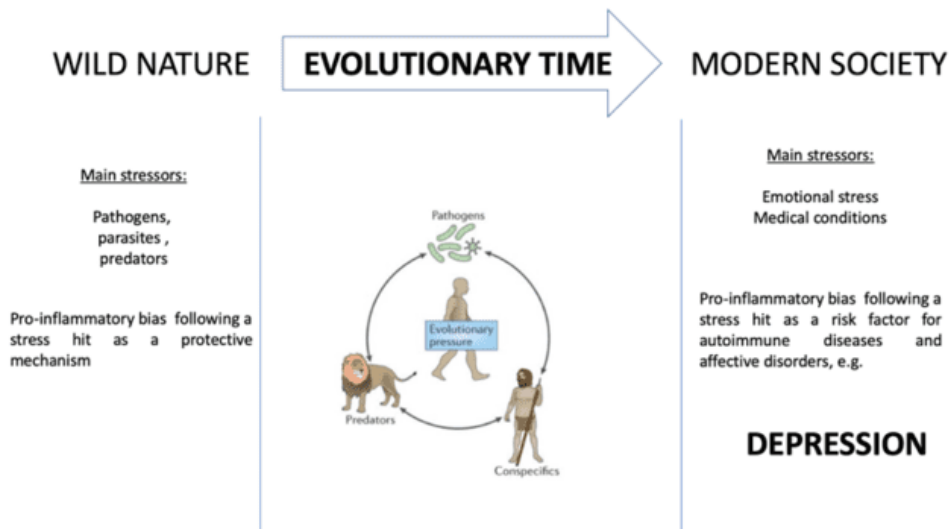 WILD NATURE
EVOLUTIONARY TIME
MODERN SOCIETY
Main stressors:
Pathogens,
parasites ,
predators
Pro-inflammatory bias following a
stress hit as a protective
mechanism
Pathogens
Evolutionary
pressure
Predators
Conspecifics
Main stressors:
Emotional stress
Medical conditions
Pro-inflammatory bias following a
stress hit as a risk factor for
autoimmune diseases and
affective disorders, e.g.
DEPRESSION